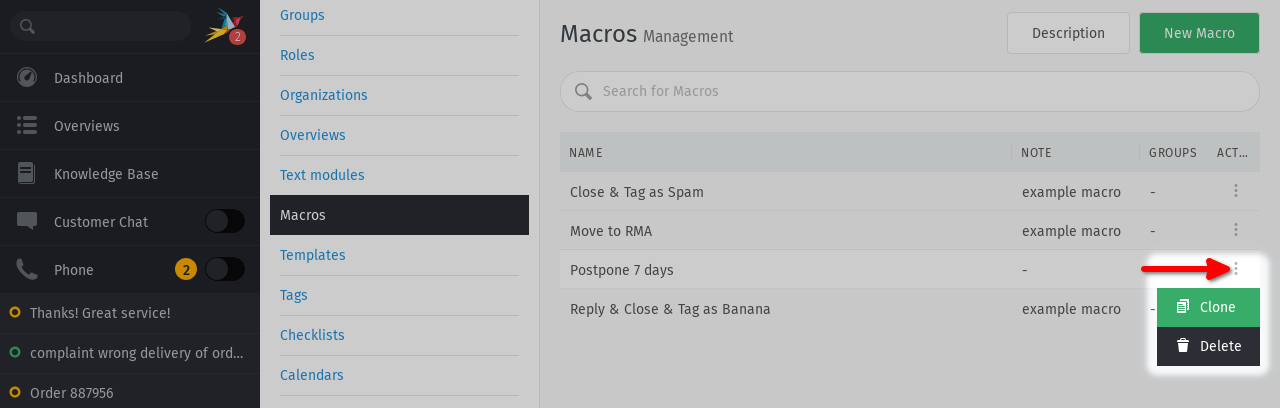 2
Dashboard
Overviews
Knowledge Base
Customer Chat
Phone 2
Thanks! Great service!
complaint wrong delivery of ord...
Order 887956
Groups
Roles
Organizations
Overviews
Text modules
Macros
Templates
Tags
Checklists
Calendars
Macros Management
Description
New Macro
Search for Macros
NAME NOTE GROUPS ACT...
Close & Tag as Spam example macro -
Move to RMA example macro -
Postpone 7 days -
Reply & Close & Tag as Banana example macro -
Clone
Delete